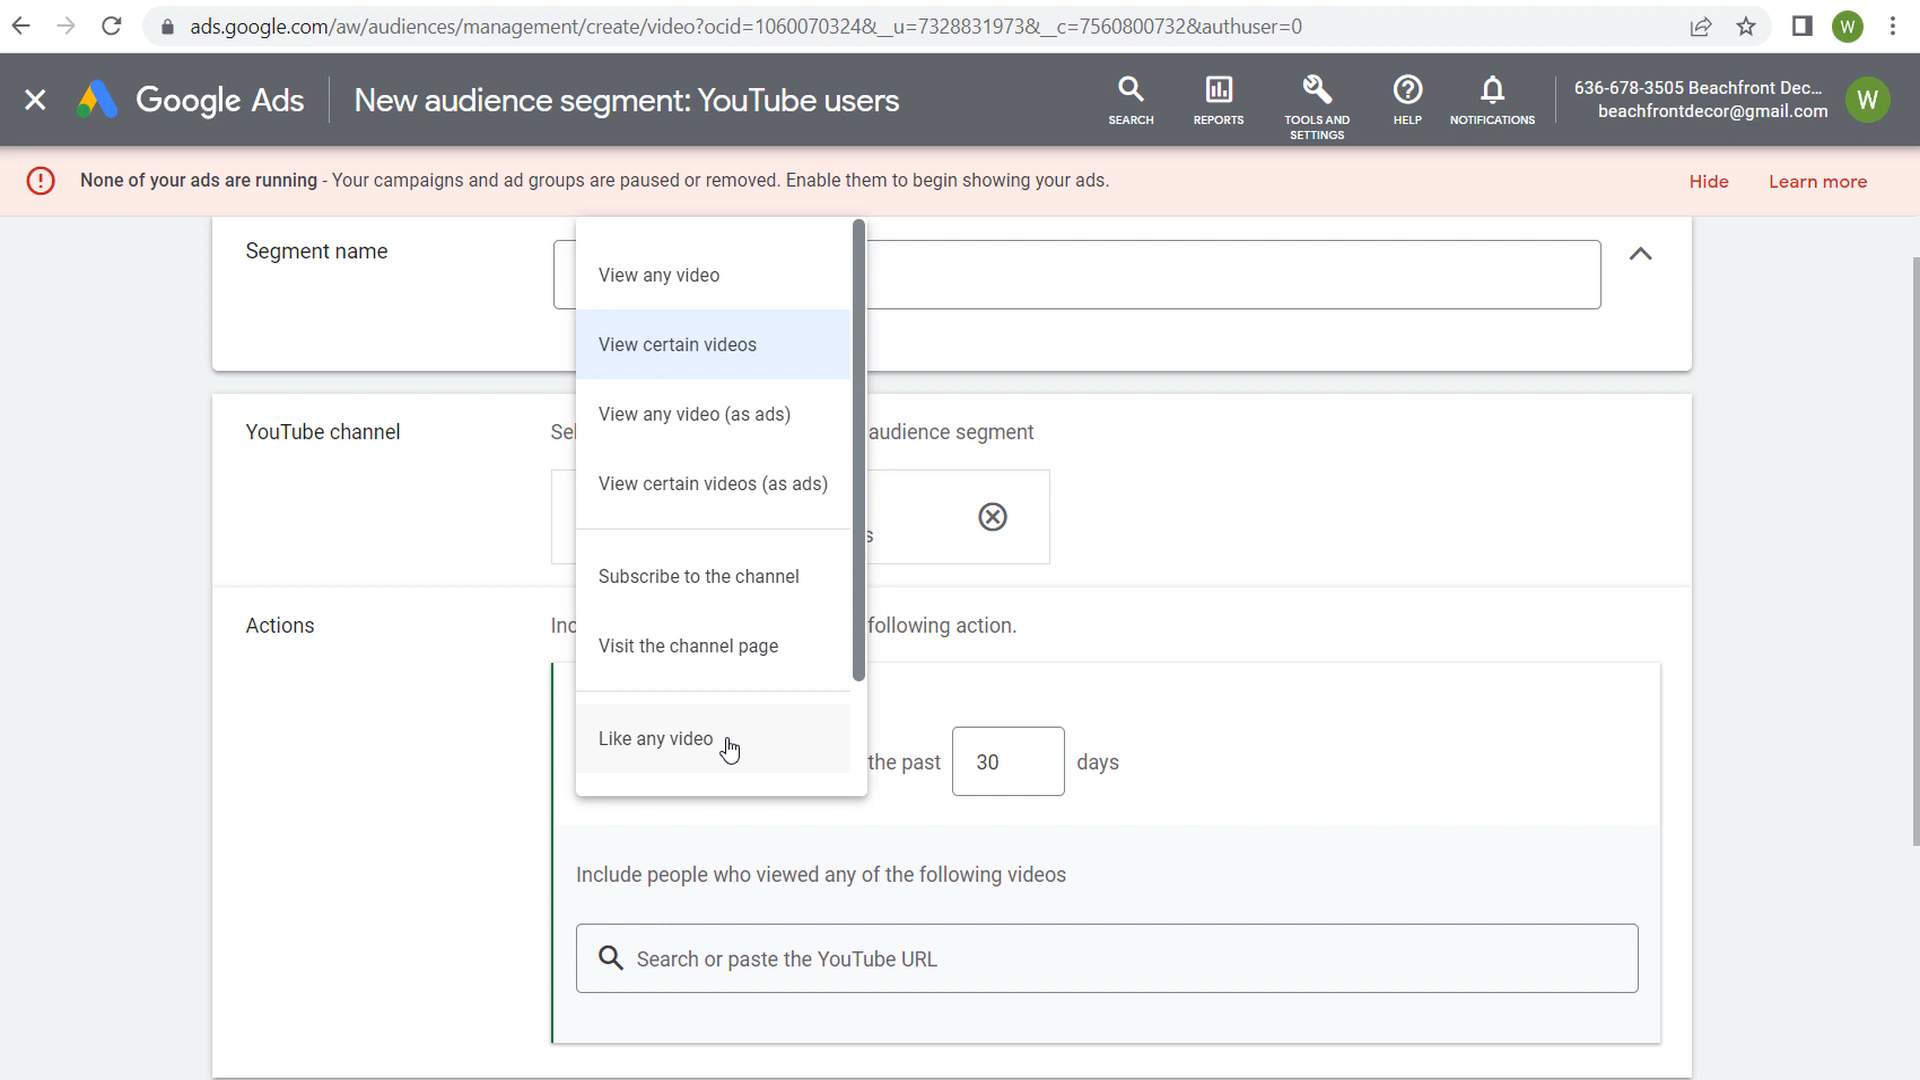 ads.google.com/aw/audiences/management/create/video?ocid=1060070324&__u=7328831973&__c=7560800732&authuser=0
W
Google Ads
New audience segment: YouTube users
SEARCH
REPORTS
TOOLS AND
SETTINGS
HELP
NOTIFICATIONS
636-678-3505 Beachfront Dec...
beachfrontdecor@gmail.com
W
None of your ads are running - Your campaigns and ad groups are paused or removed. Enable them to begin showing your ads.
Hide
Learn more
Segment name
View any video
View certain videos
View any video (as ads)
View certain videos (as ads)
Subscribe to the channel
Visit the channel page
Like any video
YouTube channel
Sel
audience segment
s
Actions
Inc
following action.
the past
30
days
Include people who viewed any of the following videos
Search or paste the YouTube URL